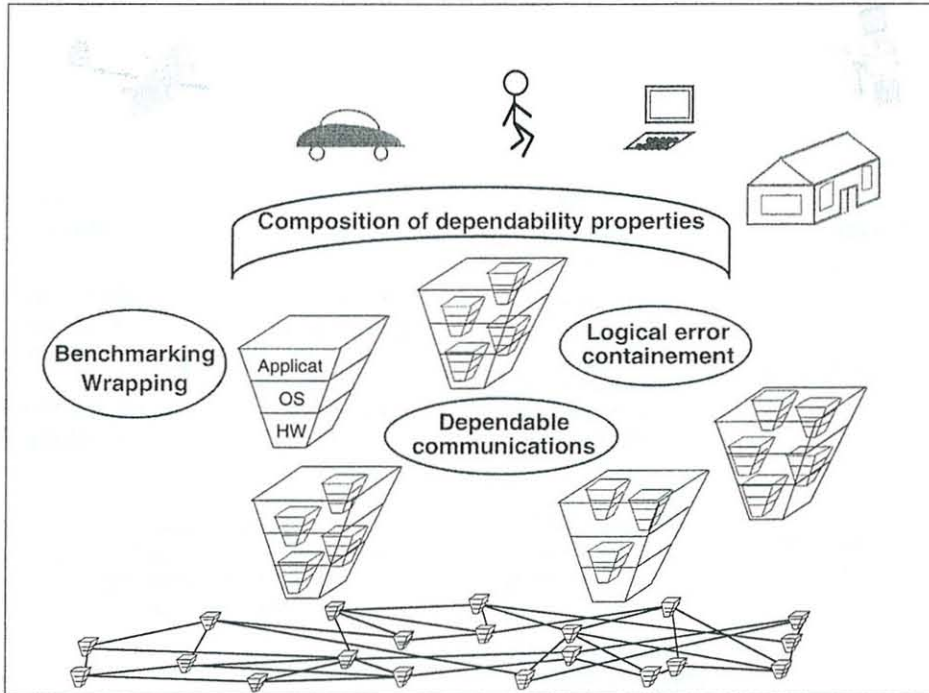 Composition of dependability properties
Benchmarking
Wrapping
Applicat
OS
HW
Logical error
containement
Dependable
communications